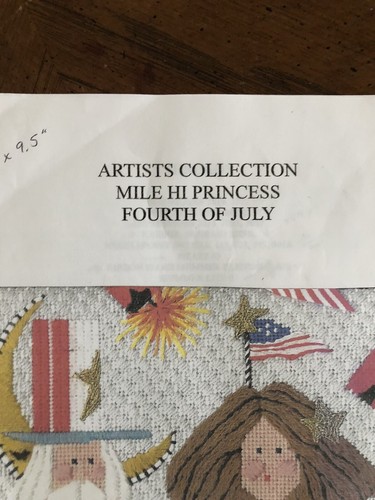 x 9.5"
ARTISTS COLLECTION
MILE HI PRINCESS
FOURTH OF JULY